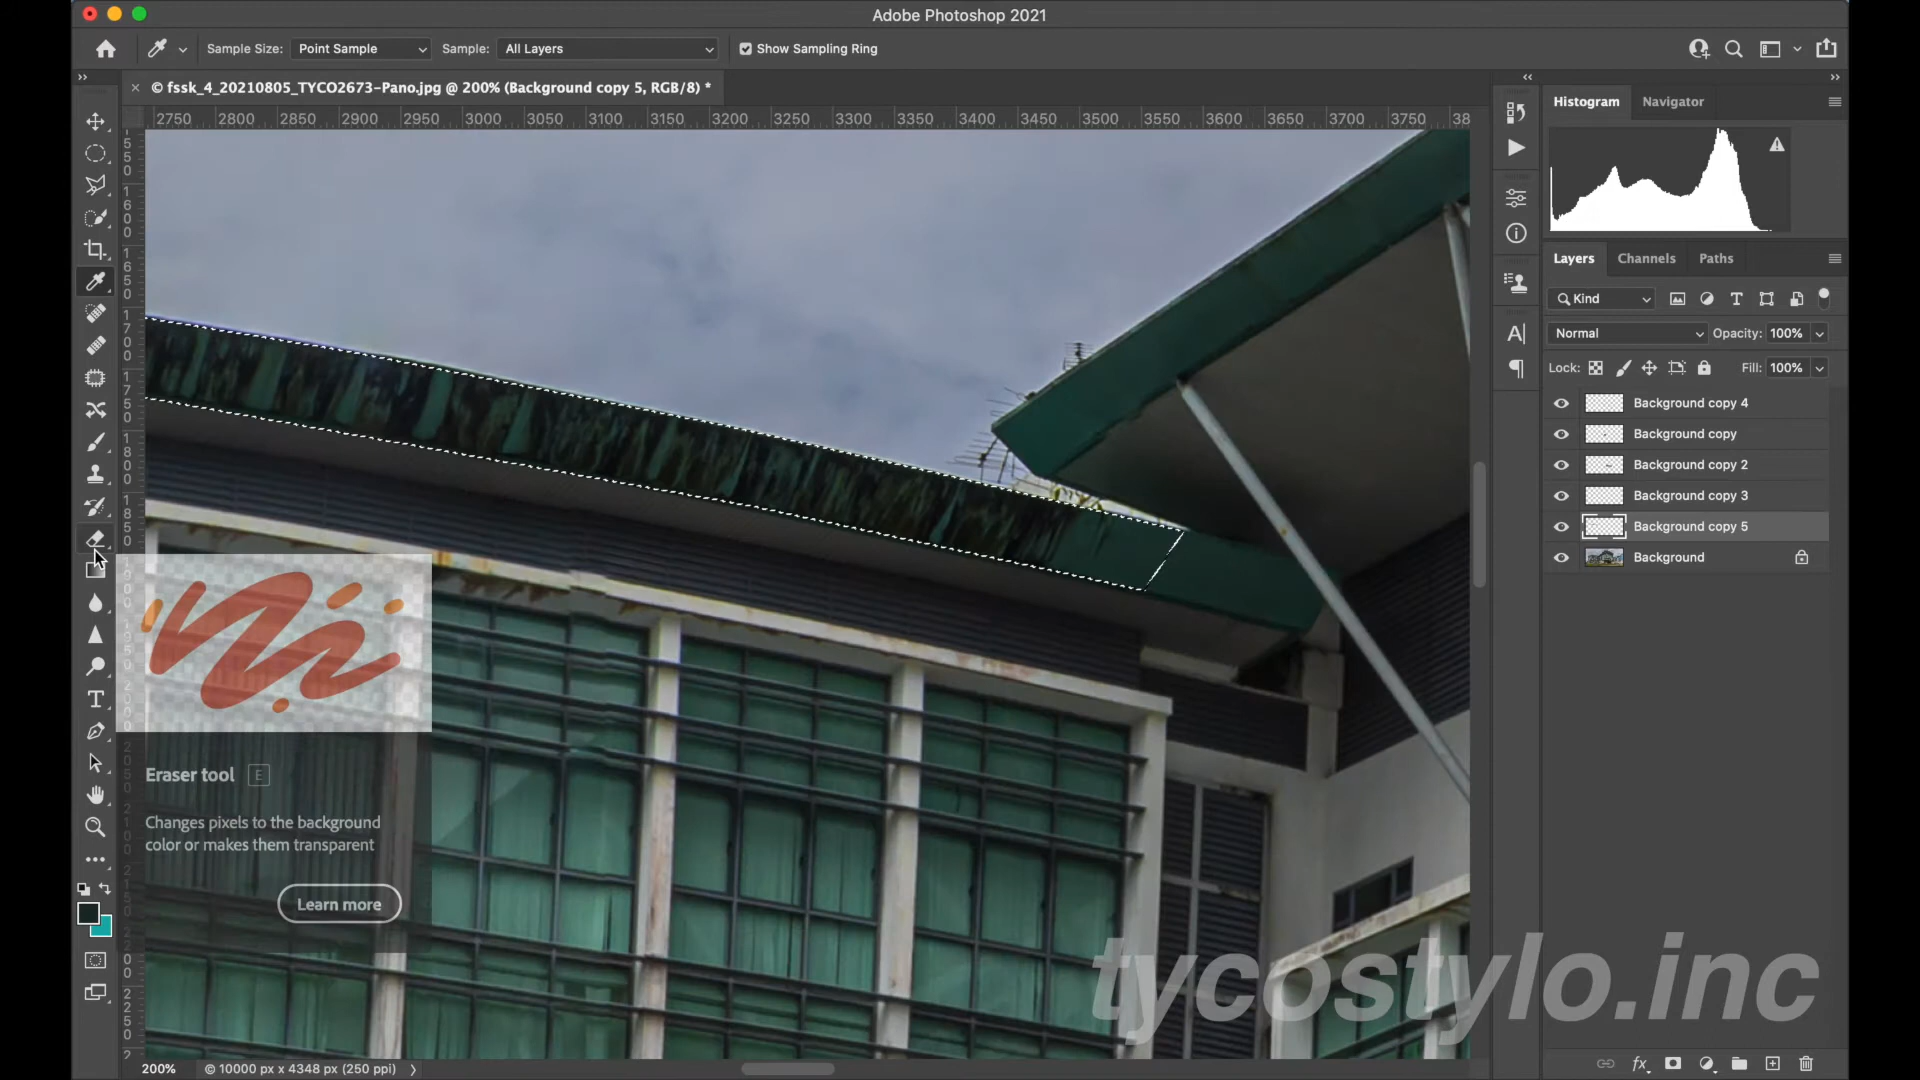 Adobe Photoshop 2021
Sample Size: Point Sample Sample: All Layers Show Sampling Ring
© fssk_4_20210805_TYCO2673-Pano.jpg @ 200% (Background copy 5, RGB/8) *
2750 2800 2850 2900 2950 3000 3050 3100 3150 3200 3250 3300 3350 3400 3450 3500 3550 3600 3650 3700 3750 38
Histogram Navigator
Layers Channels Paths
Kind
Normal Opacity: 100%
Lock: Fill: 100%
Background copy 4
Background copy
Background copy 2
Background copy 3
Background copy 5
Background
Eraser tool E
Changes pixels to the background
color or makes them transparent
Learn more
tycostylo.inc
200% © 10000 px x 4348 px (250 ppi)